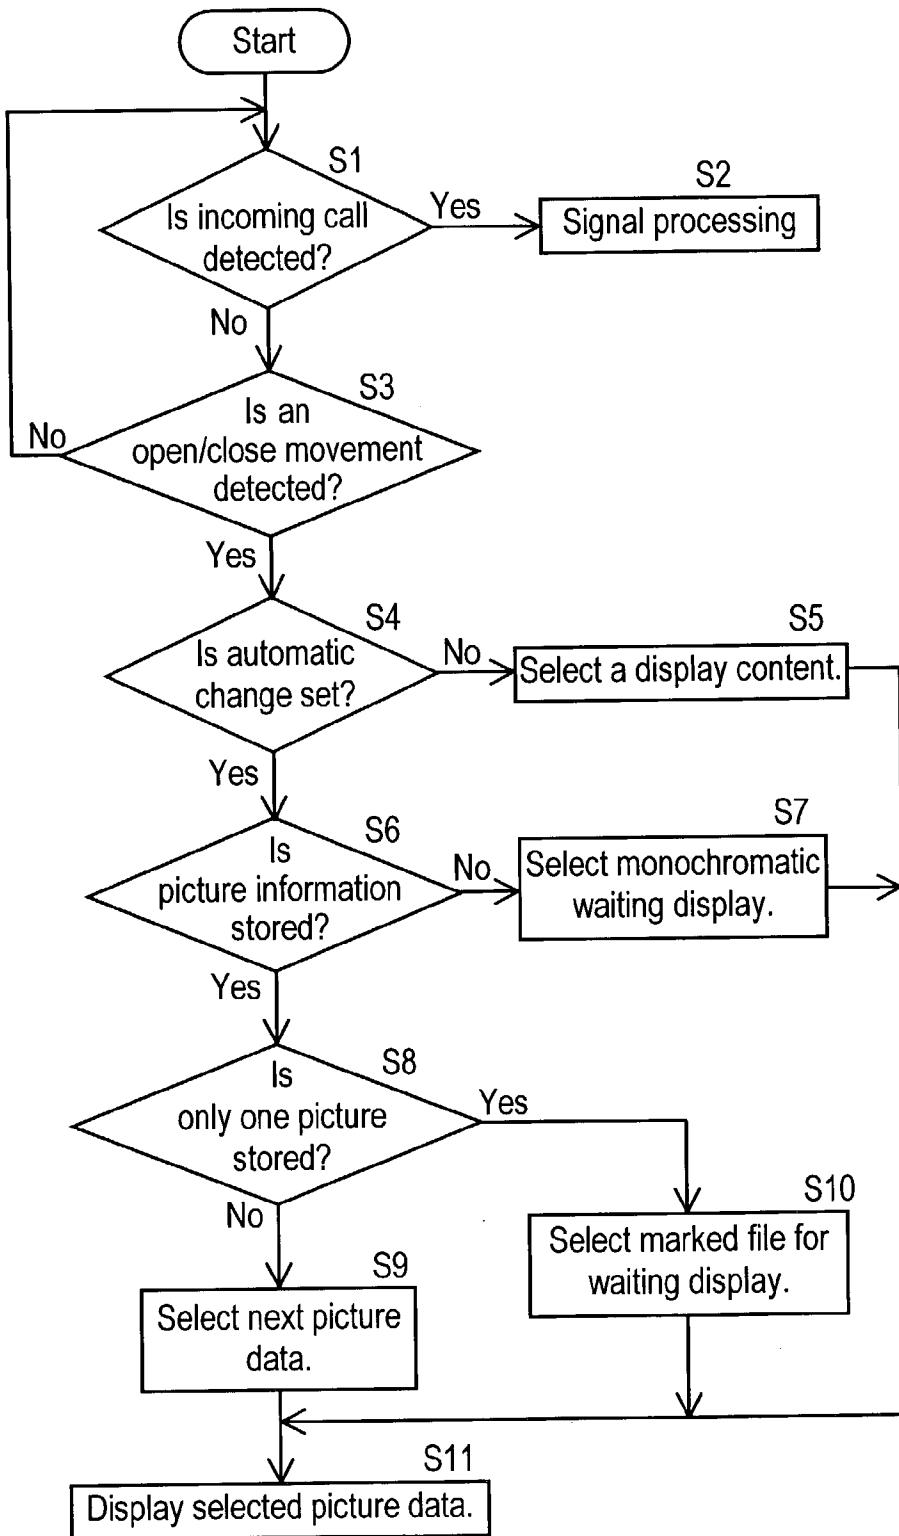 Start
S1
Is incoming call
detected?
Yes
S2
Signal processing
No
S3
Is an
open/close movement
detected?
No
Yes
S4
Is automatic
change set?
No
S5
Select a display content.
Yes
S6
Is
picture information
stored?
No
S7
Select monochromatic
waiting display.
Yes
S8
Is
only one picture
stored?
Yes
No
S10
Select marked file for
waiting display.
S9
Select next picture
data.
S11
Display selected picture data.